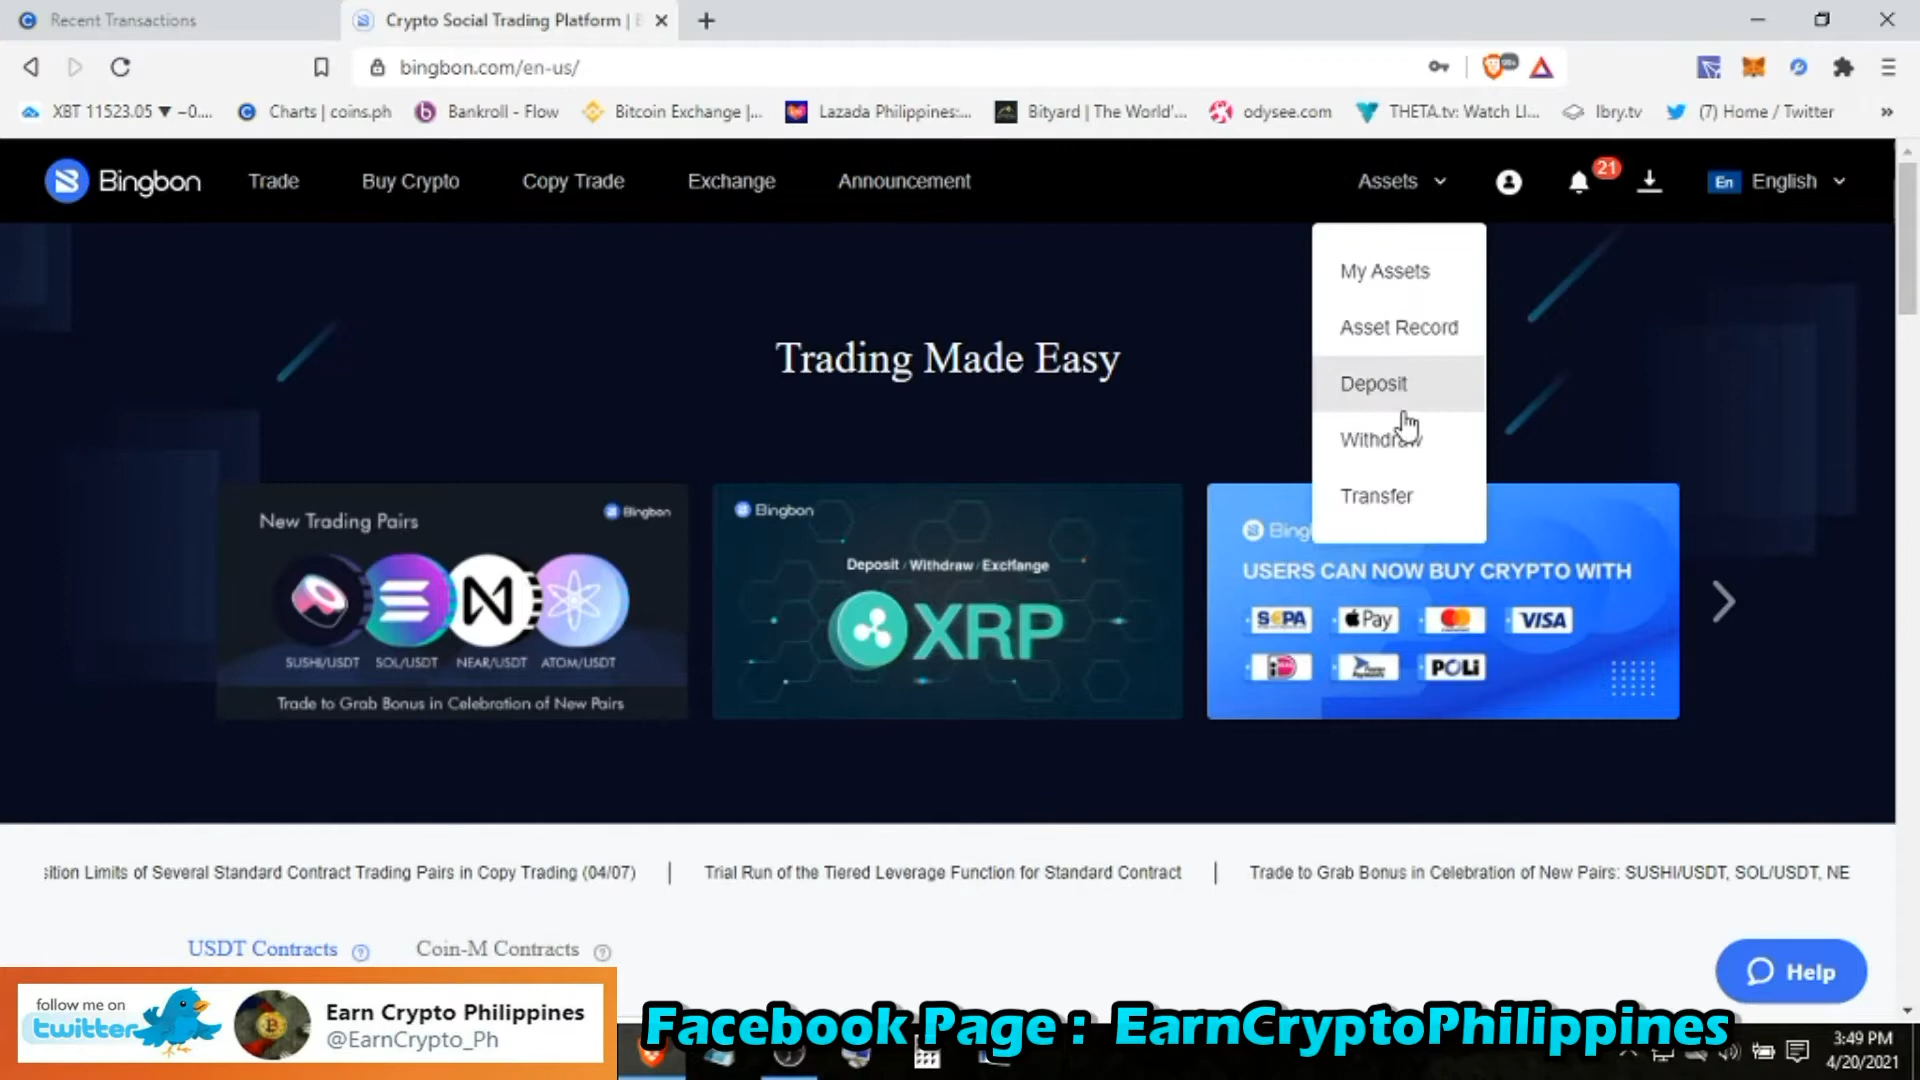 Recent Transactions
Crypto Social Trading Platform |
bingbon.com/en-us/
XBT 11523.05 ▼ −0....
Charts | coins.ph
Bankroll - Flow
Bitcoin Exchange |...
Lazada Philippines:...
Bityard | The World'...
odysee.com
THETA.tv: Watch LI...
lbry.tv
(7) Home / Twitter
»
Bingbon
Trade
Buy Crypto
Copy Trade
Exchange
Announcement
Assets
21
En English
My Assets
Asset Record
Deposit
Withdraw
Transfer
Trading Made Easy
New Trading Pairs
Bingbon
SUSHI/USDT SOL/USDT NEAR/USDT ATOM/USDT
Trade to Grab Bonus in Celebration of New Pairs
Bingbon
Deposit / Withdraw / Exchange
XRP
Bing
USERS CAN NOW BUY CRYPTO WITH
SEPA Pay VISA
iD POLi
sition Limits of Several Standard Contract Trading Pairs in Copy Trading (04/07) | Trial Run of the Tiered Leverage Function for Standard Contract | Trade to Grab Bonus in Celebration of New Pairs: SUSHI/USDT, SOL/USDT, NE
USDT Contracts ?
Coin-M Contracts ?
Help
follow me on
twitter
Earn Crypto Philippines
@EarnCrypto_Ph
Facebook Page : EarnCryptoPhilippines
3:49 PM
4/20/2021